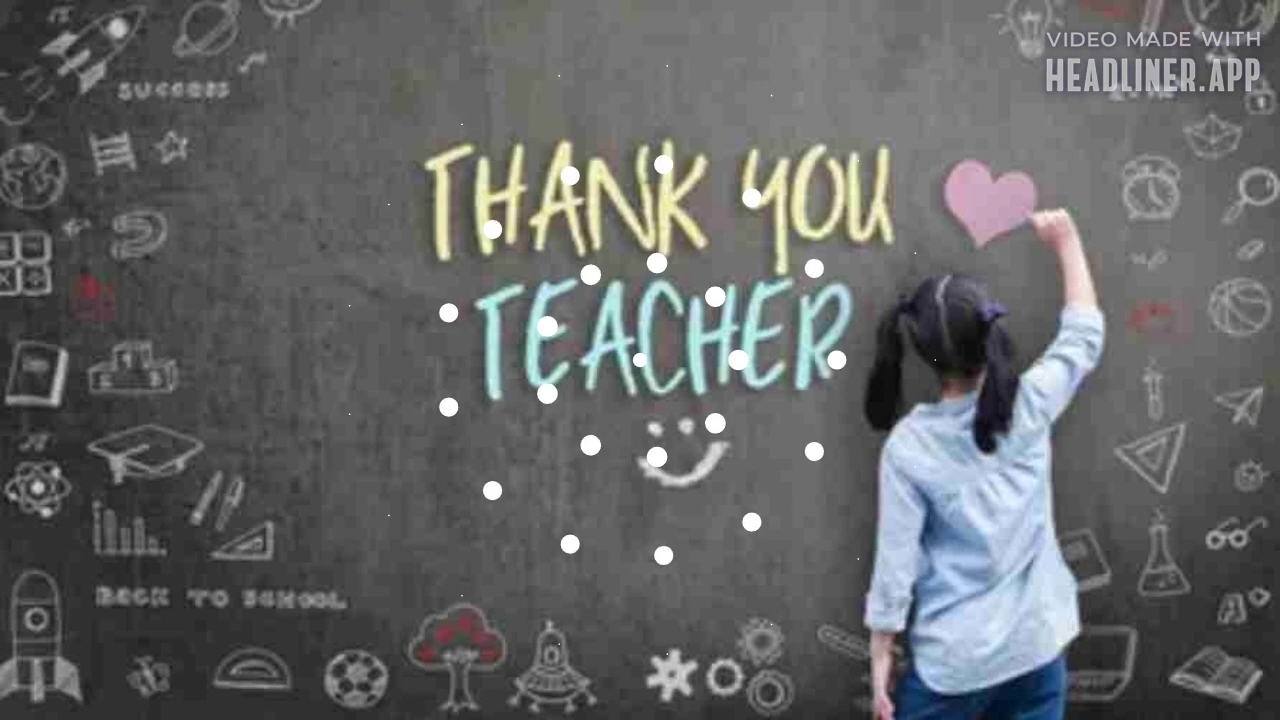 VIDEO MADE WITH
HEADLINER.APP
SUCCESS
THANK YOU
TEACHER
BACK TO SCHOOL